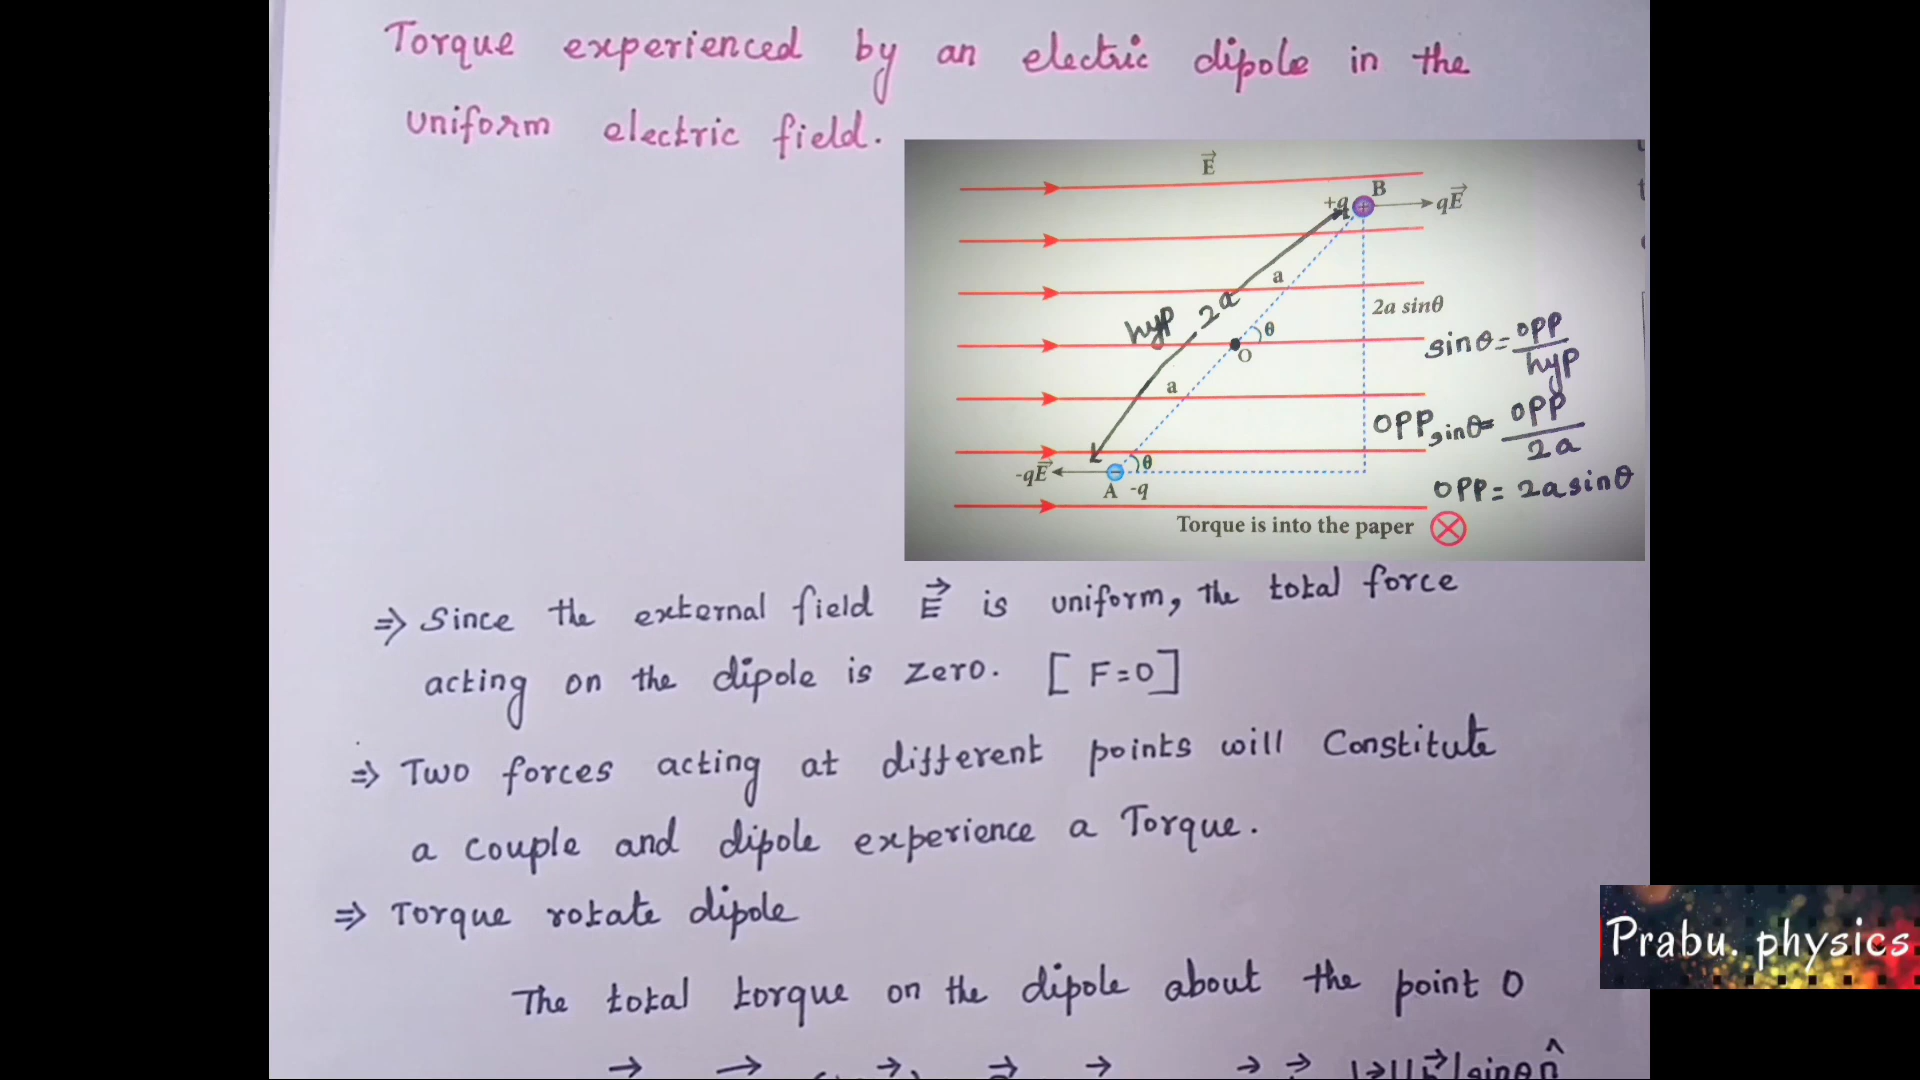 Torque experienced by an electric dipole in the
uniform electric field.
E⃗
B
+q
qE⃗
a
2a sinθ
hyp 2a
θ
O
a
sinθ = opp/hyp
OPP sinθ = opp/2a
-qE⃗
θ
A -q
OPP = 2a sinθ
Torque is into the paper ⊗
⇒ Since the external field E⃗ is uniform, the total force
acting on the dipole is zero. [F=0]
⇒ Two forces acting at different points will Constitute
a couple and dipole experience a Torque.
⇒ Torque rotate dipole
Prabu. physics
The total torque on the dipole about the point O
sinθ n̂